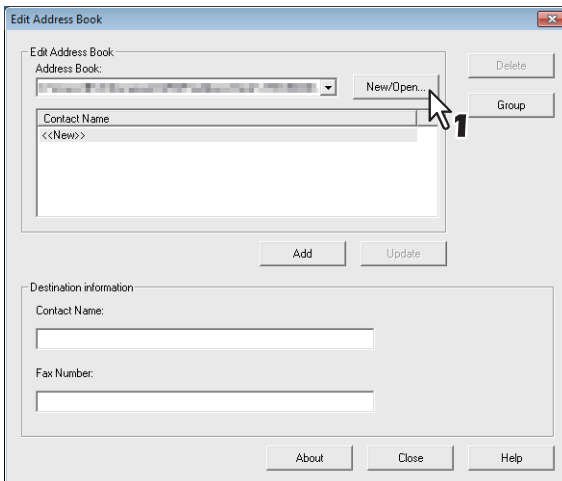 Edit Address Book
Edit Address Book
Address Book:
New/Open...
Delete
Group
1
Contact Name
<<New>>
Add
Update
Destination information
Contact Name:
Fax Number:
About
Close
Help